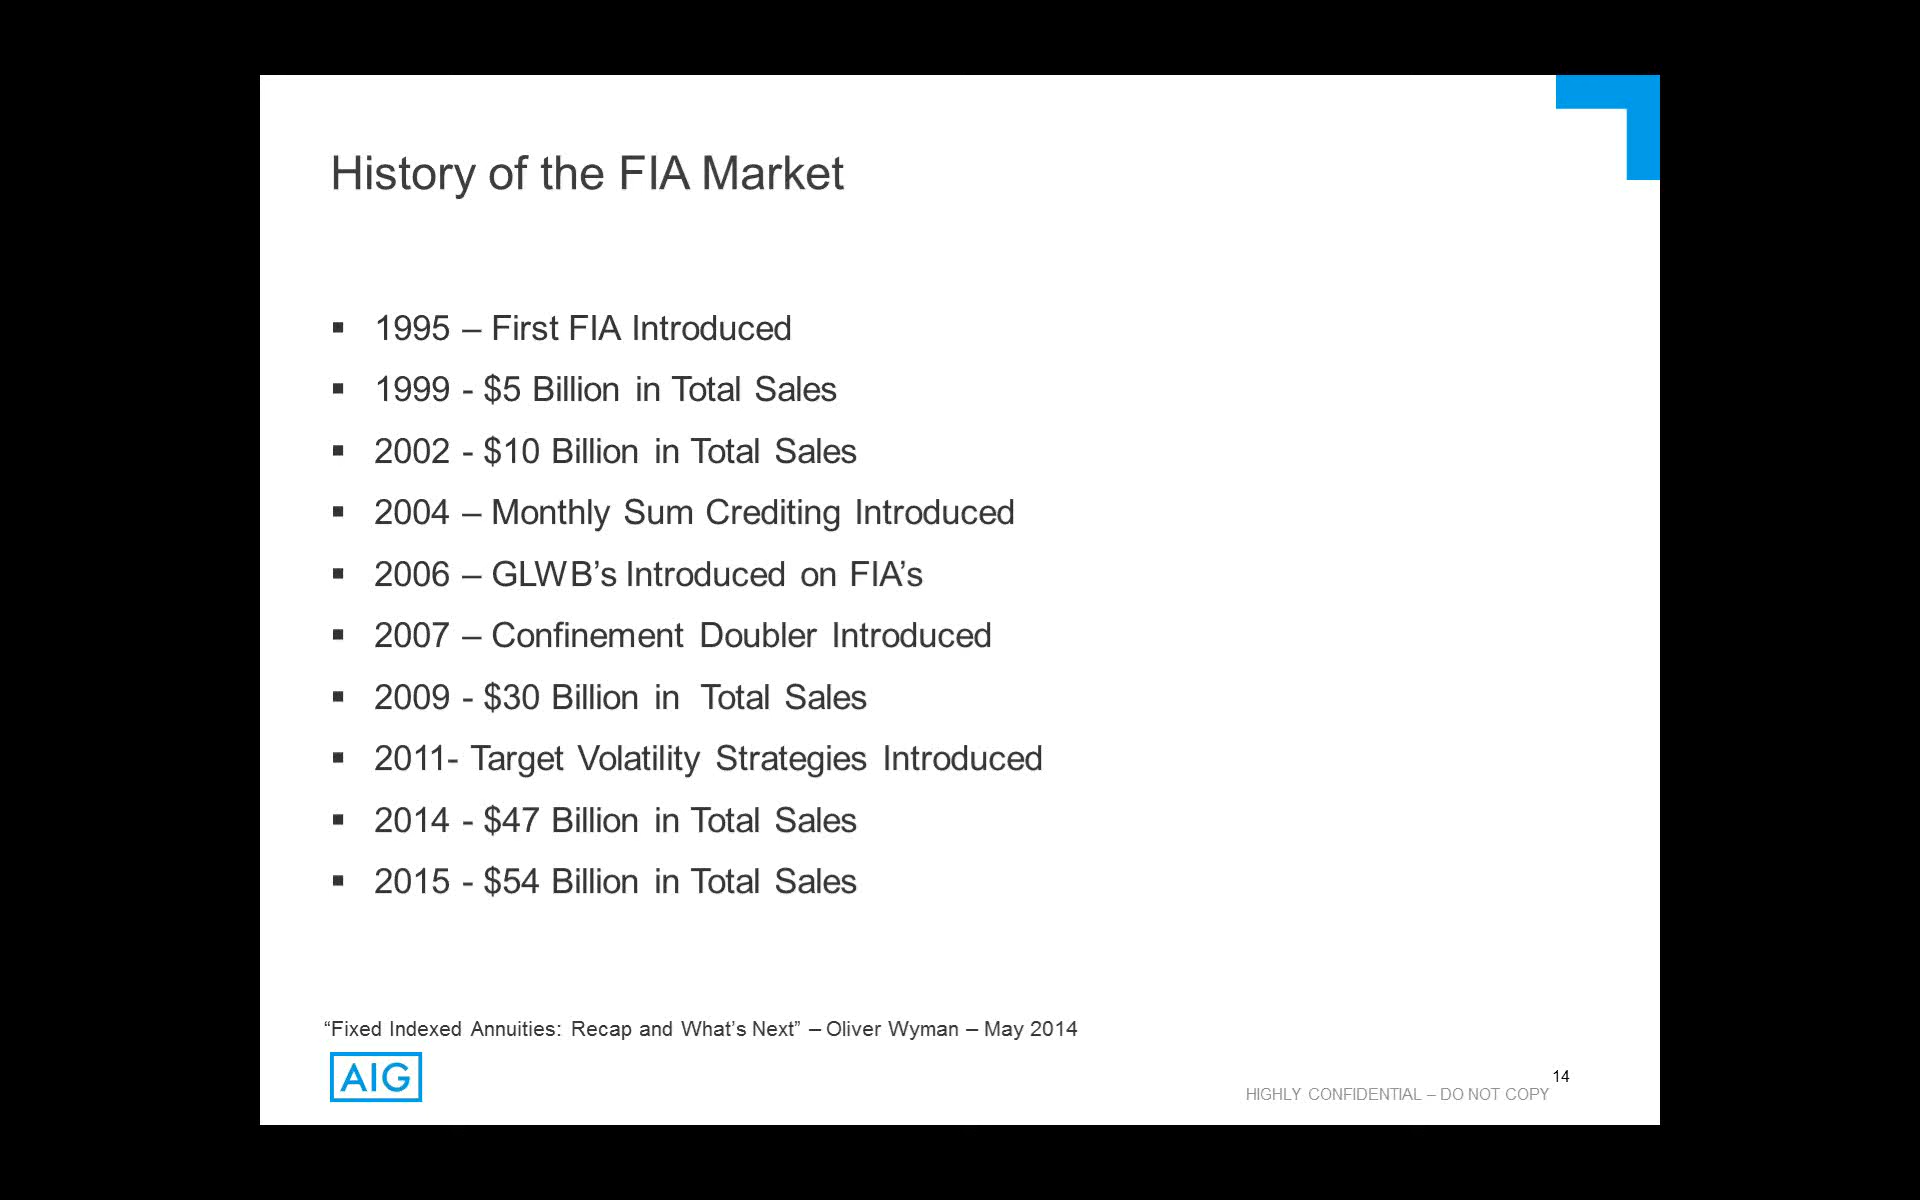 History of the FIA Market
▪ 1995 – First FIA Introduced
▪ 1999 - $5 Billion in Total Sales
▪ 2002 - $10 Billion in Total Sales
▪ 2004 – Monthly Sum Crediting Introduced
▪ 2006 – GLWB’s Introduced on FIA’s
▪ 2007 – Confinement Doubler Introduced
▪ 2009 - $30 Billion in Total Sales
▪ 2011- Target Volatility Strategies Introduced
▪ 2014 - $47 Billion in Total Sales
▪ 2015 - $54 Billion in Total Sales
“Fixed Indexed Annuities: Recap and What’s Next” – Oliver Wyman – May 2014
AIG
14
HIGHLY CONFIDENTIAL – DO NOT COPY